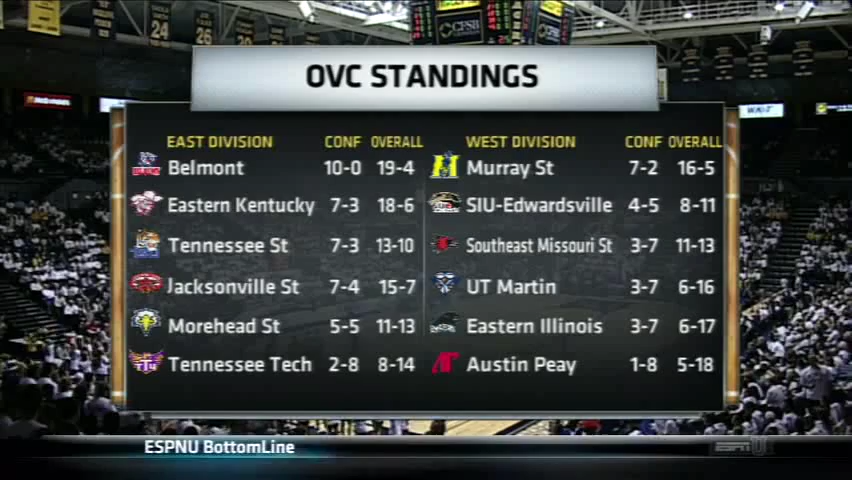 OVC STANDINGS
EAST DIVISION CONF OVERALL WEST DIVISION CONF OVERALL
Belmont 10-0 19-4 Murray St 7-2 16-5
Eastern Kentucky 7-3 18-6 SIU-Edwardsville 4-5 8-11
Tennessee St 7-3 13-10 Southeast Missouri St 3-7 11-13
Jacksonville St 7-4 15-7 UT Martin 3-7 6-16
Morehead St 5-5 11-13 Eastern Illinois 3-7 6-17
Tennessee Tech 2-8 8-14 Austin Peay 1-8 5-18
ESPNU BottomLine
ESPNU